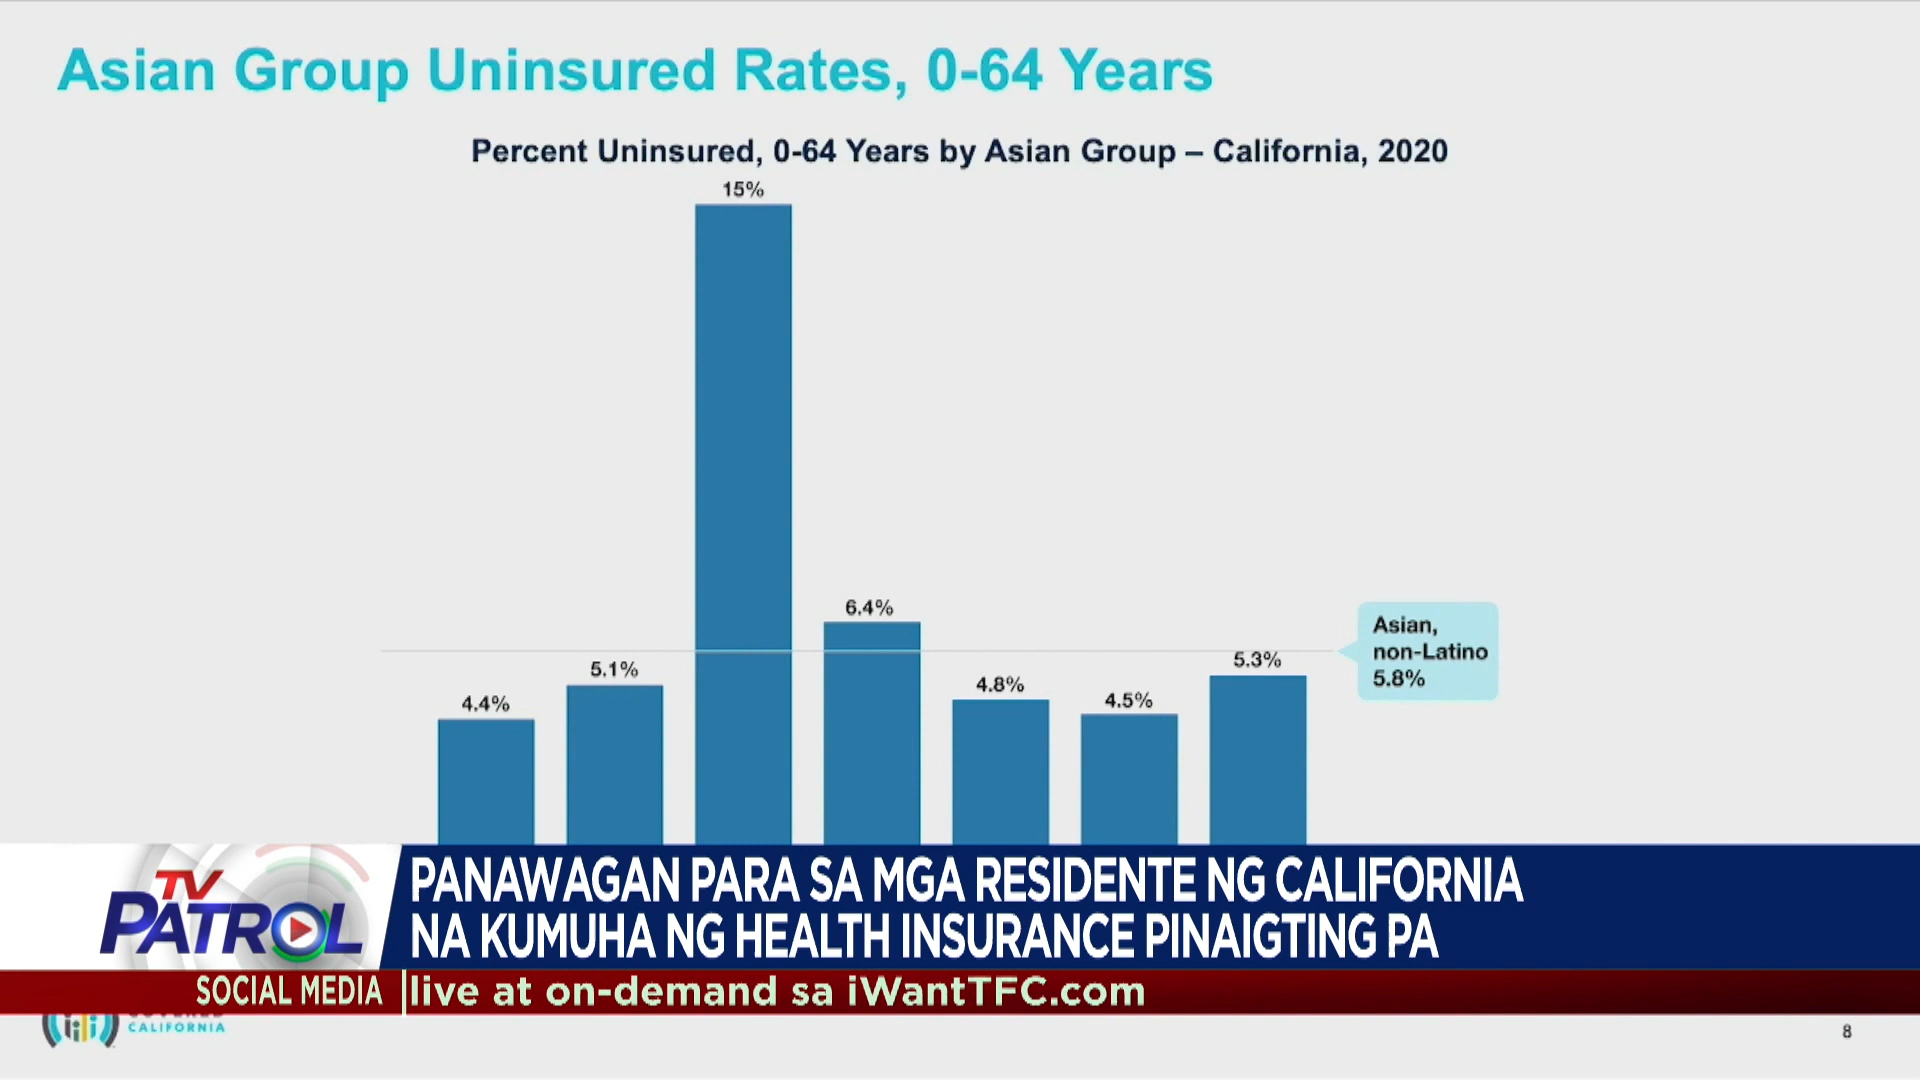 Asian Group Uninsured Rates, 0-64 Years
Percent Uninsured, 0-64 Years by Asian Group – California, 2020
15%
6.4%
Asian,
non-Latino
5.8%
5.3%
5.1%
4.8%
4.4%
4.5%
TV
PATROL
PANAWAGAN PARA SA MGA RESIDENTE NG CALIFORNIA
NA KUMUHA NG HEALTH INSURANCE PINAIGTING PA
SOCIAL MEDIA
live at on-demand sa iWantTFC.com
CALIFORNIA
8